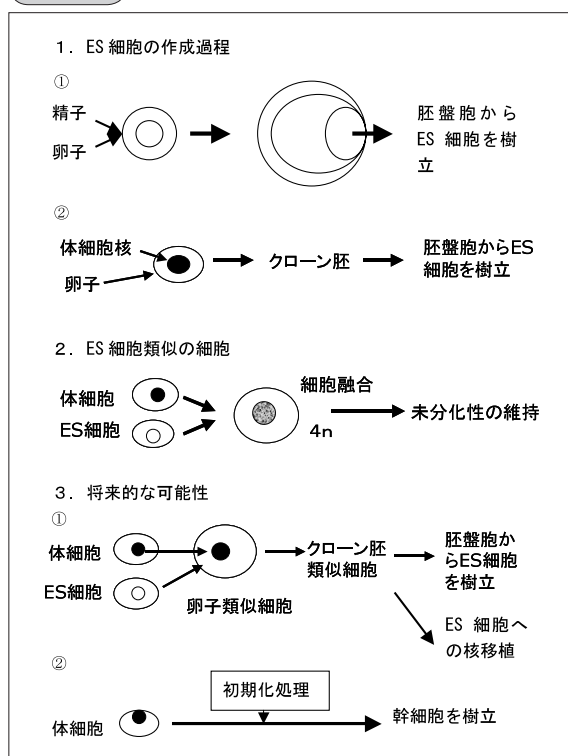 1. ES 細胞の作成過程
①
精子
卵子
胚盤胞から
ES 細胞を樹
立
②
体細胞核
卵子
クローン胚
胚盤胞からES
細胞を樹立
2. ES 細胞類似の細胞
体細胞
ES細胞
細胞融合
4n
未分化性の維持
3. 将来的な可能性
①
体細胞
ES細胞
卵子類似細胞
クローン胚
類似細胞
胚盤胞か
らES細胞
を樹立
ES 細胞へ
の核移植
②
体細胞
初期化処理
幹細胞を樹立